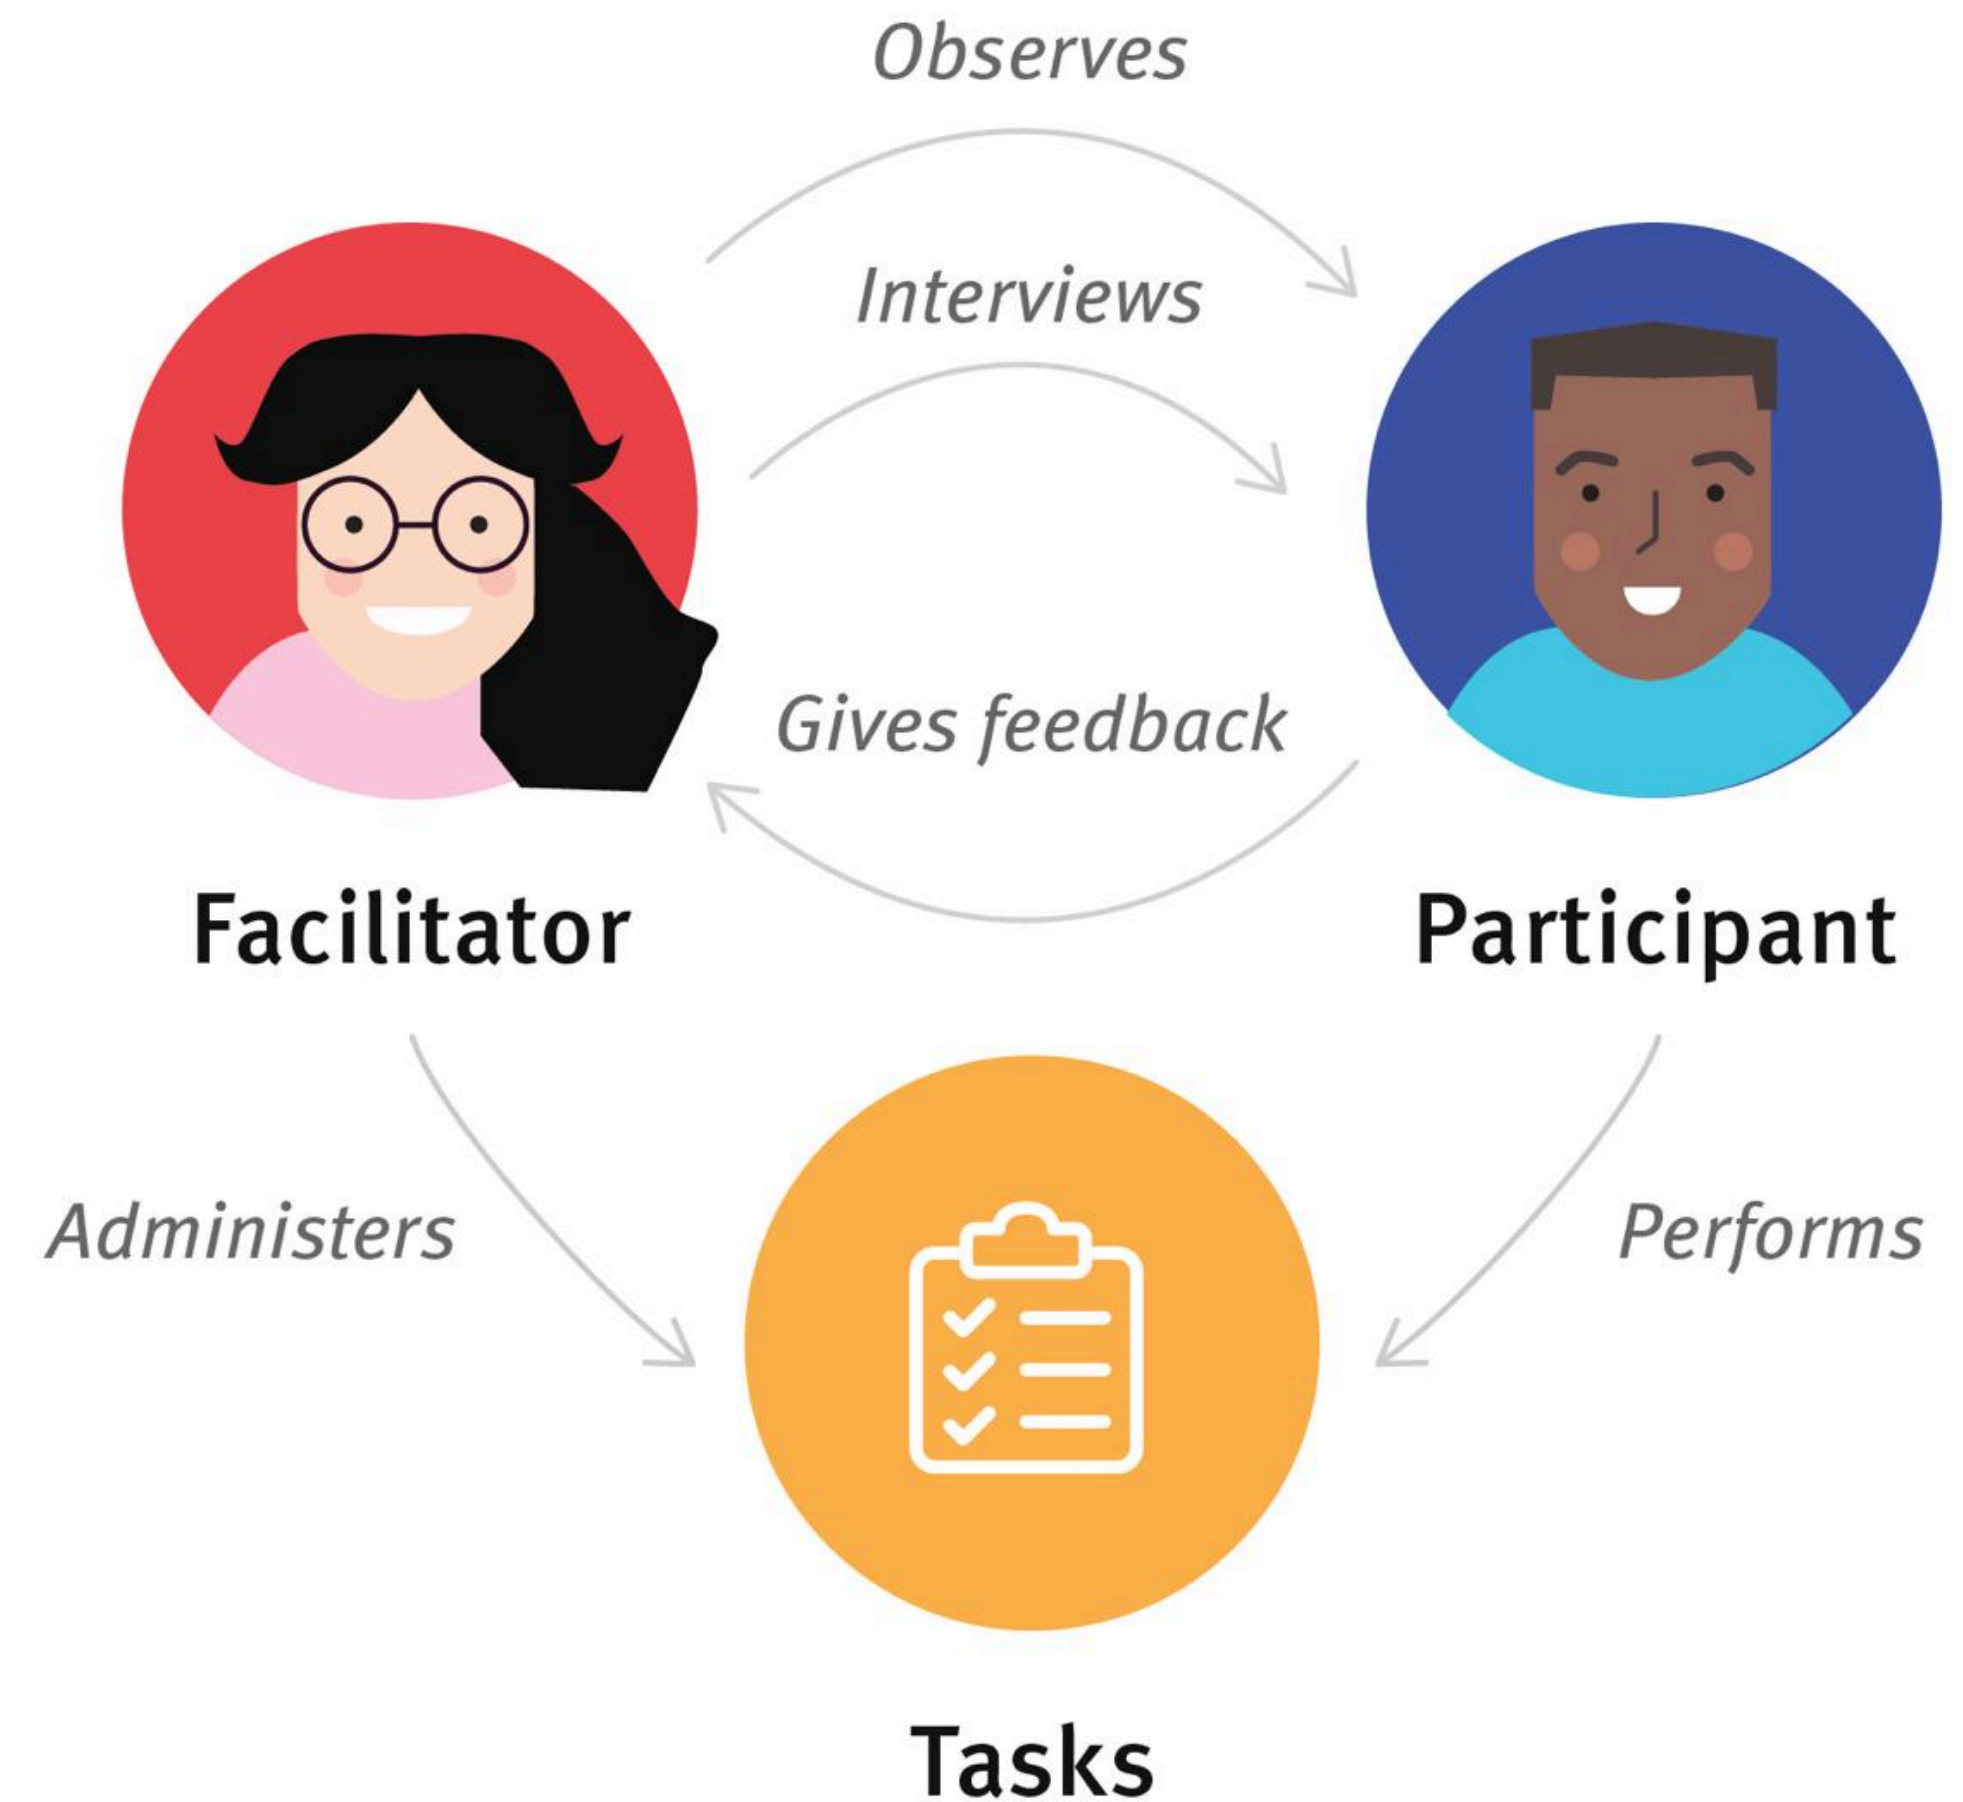 Observes
Interviews
Gives feedback
Facilitator
Participant
Administers
Performs
Tasks